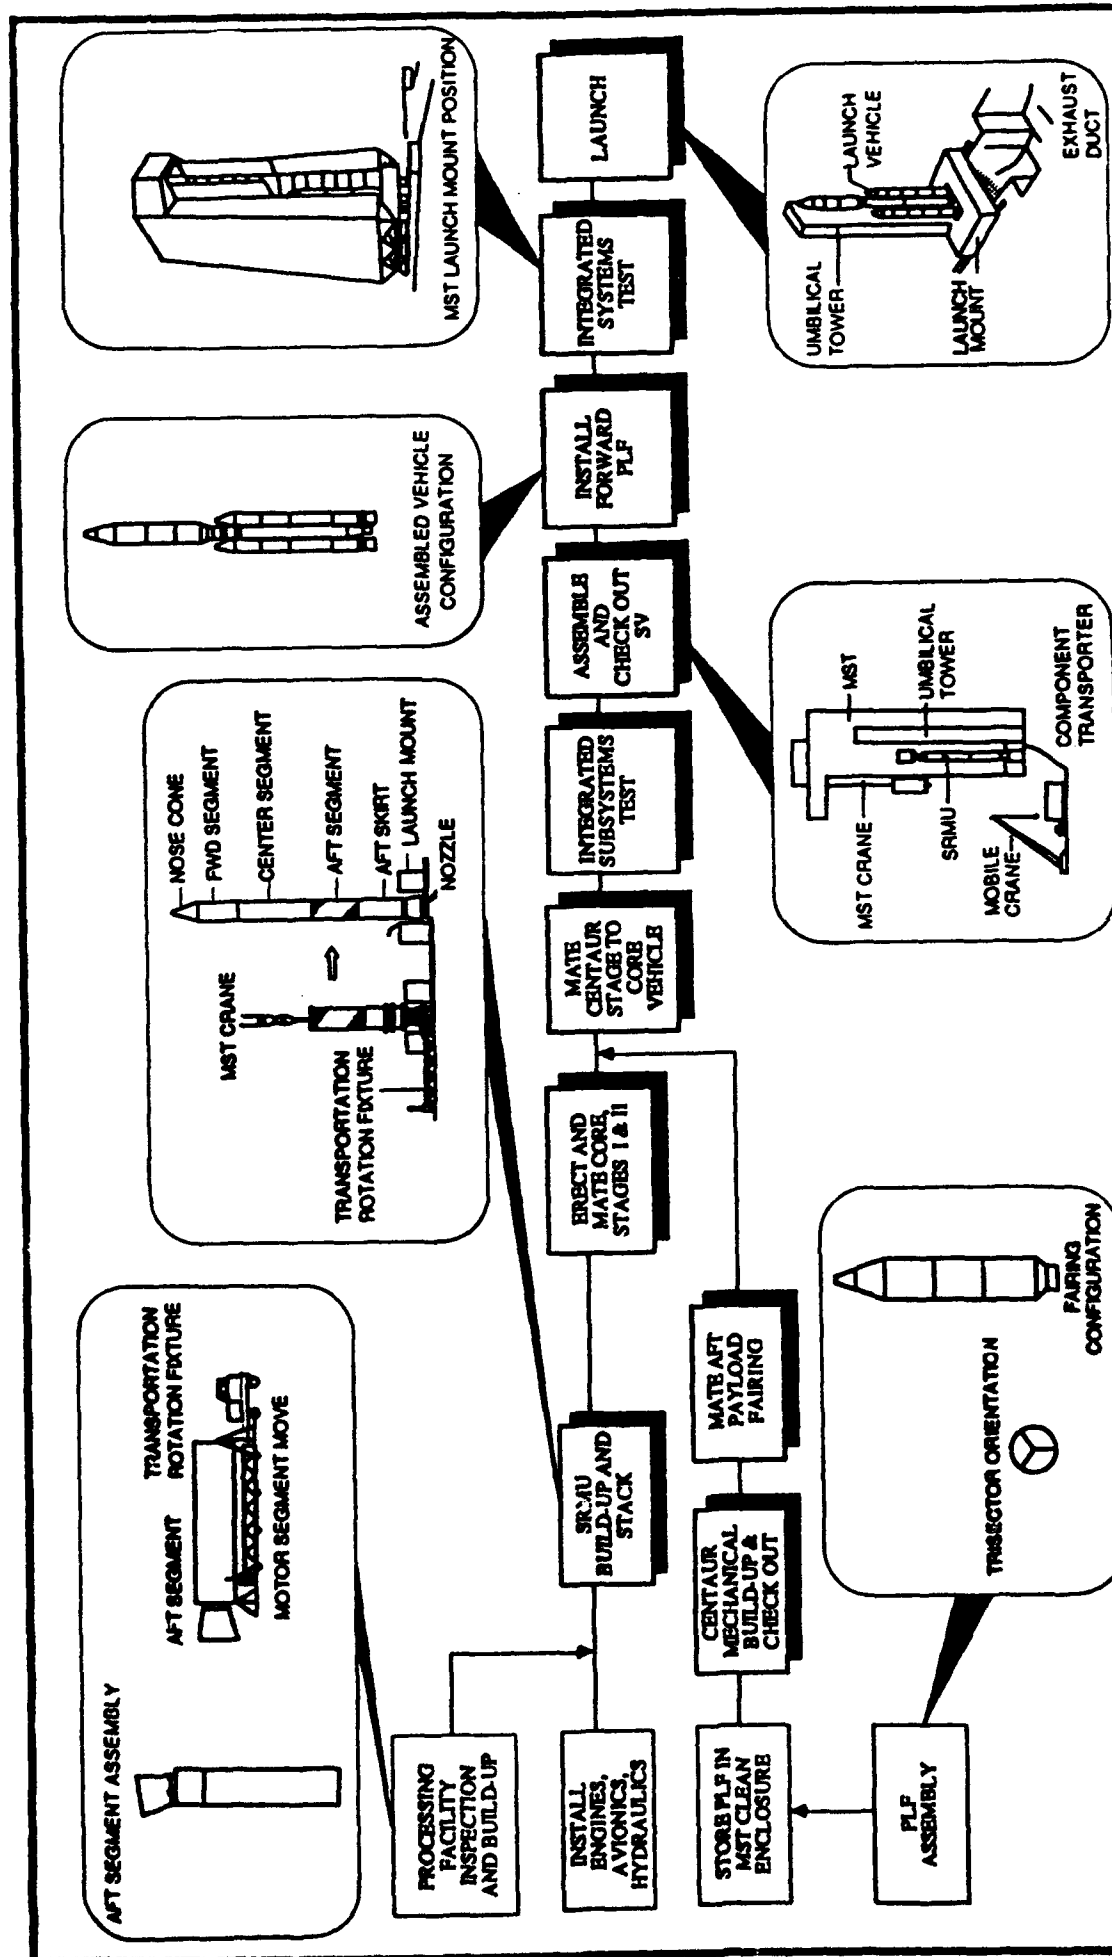 AFT SEGMENT ASSEMBLY
AFT SEGMENT
TRANSPORTATION
ROTATION FIXTURE
MOTOR SEGMENT MOVE
MST CRANE
TRANSPORTATION
ROTATION FIXTURE
NOSE CONE
FWD SEGMENT
CENTER SEGMENT
AFT SEGMENT
AFT SKIRT
LAUNCH MOUNT
NOZZLE
ASSEMBLED VEHICLE
CONFIGURATION
MST LAUNCH MOUNT POSITION
PROCESSING
FACILITY
INSPECTION
AND BUILD-UP
INSTALL
ENGINES,
AVIONICS,
HYDRAULICS
SRMU
BUILD-UP AND
STACK
ERECT AND
MATE CORE,
STAGES I & II
MATE
CENTAUR
STAGE TO
CORE
VEHICLE
INTEGRATED
SUBSYSTEMS
TEST
ASSEMBLE
AND
CHECK OUT
SV
INSTALL
FORWARD
PLF
INTEGRATED
SYSTEMS
TEST
LAUNCH
STORE PLF IN
MST CLEAN
ENCLOSURE
CENTAUR
MECHANICAL
BUILD-UP &
CHECK OUT
MATE AFT
PAYLOAD
FAIRING
PLF
ASSEMBLY
TRISECTOR ORIENTATION
FAIRING
CONFIGURATION
MST CRANE
SRMU
MOBILE
CRANE
MST
UMBILICAL
TOWER
COMPONENT
TRANSPORTER
UMBILICAL
TOWER
LAUNCH
VEHICLE
LAUNCH
MOUNT
EXHAUST
DUCT